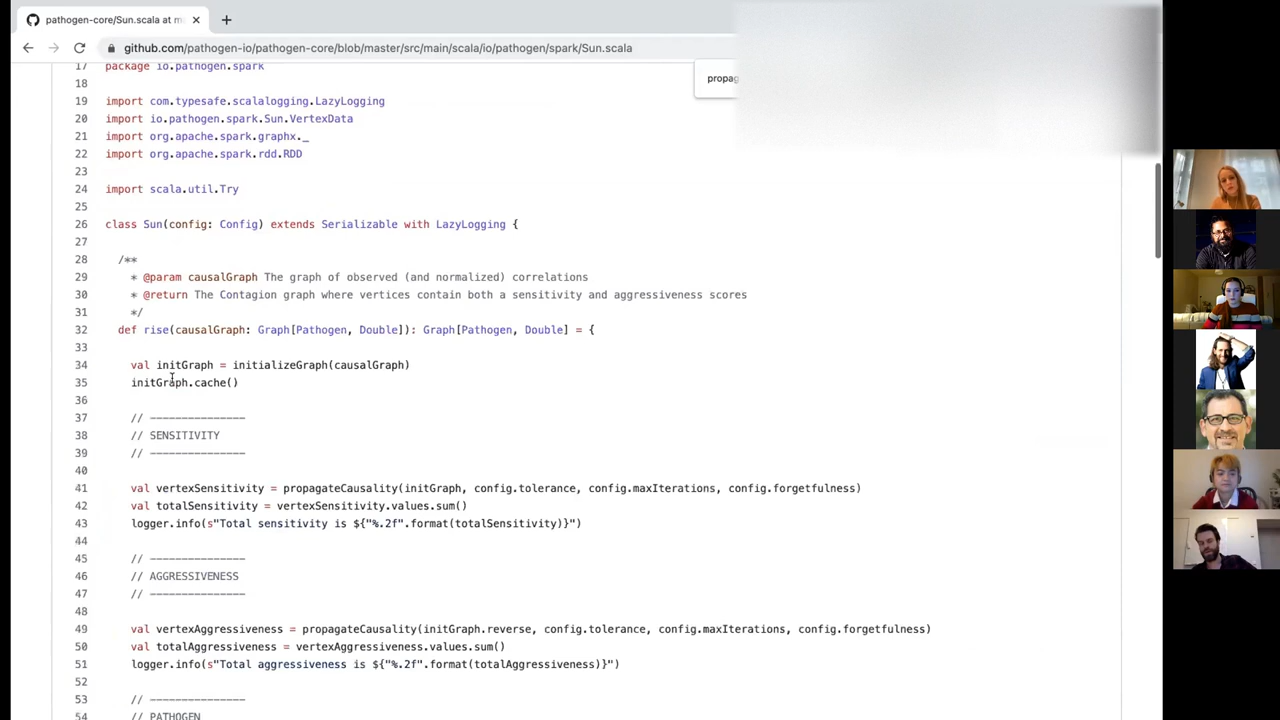 pathogen-core/Sun.scala at m
github.com/pathogen-io/pathogen-core/blob/master/src/main/scala/io/pathogen/spark/Sun.scala
propag
17 package io.pathogen.spark
18
19 import com.typesafe.scalalogging.LazyLogging
20 import io.pathogen.spark.Sun.VertexData
21 import org.apache.spark.graphx._
22 import org.apache.spark.rdd.RDD
23
24 import scala.util.Try
25
26 class Sun(config: Config) extends Serializable with LazyLogging {
27
28 /**
29 * @param causalGraph The graph of observed (and normalized) correlations
30 * @return The Contagion graph where vertices contain both a sensitivity and aggressiveness scores
31 */
32 def rise(causalGraph: Graph[Pathogen, Double]): Graph[Pathogen, Double] = {
33
34 val initGraph = initializeGraph(causalGraph)
35 initGraph.cache()
36
37 // ---------------
38 // SENSITIVITY
39 // ---------------
40
41 val vertexSensitivity = propagateCausality(initGraph, config.tolerance, config.maxIterations, config.forgetfulness)
42 val totalSensitivity = vertexSensitivity.values.sum()
43 logger.info(s"Total sensitivity is ${"%.2f".format(totalSensitivity)}")
44
45 // ---------------
46 // AGGRESSIVENESS
47 // ---------------
48
49 val vertexAggressiveness = propagateCausality(initGraph.reverse, config.tolerance, config.maxIterations, config.forgetfulness)
50 val totalAggressiveness = vertexAggressiveness.values.sum()
51 logger.info(s"Total aggressiveness is ${"%.2f".format(totalAggressiveness)}")
52
53 // ---------------
54 // PATHOGEN